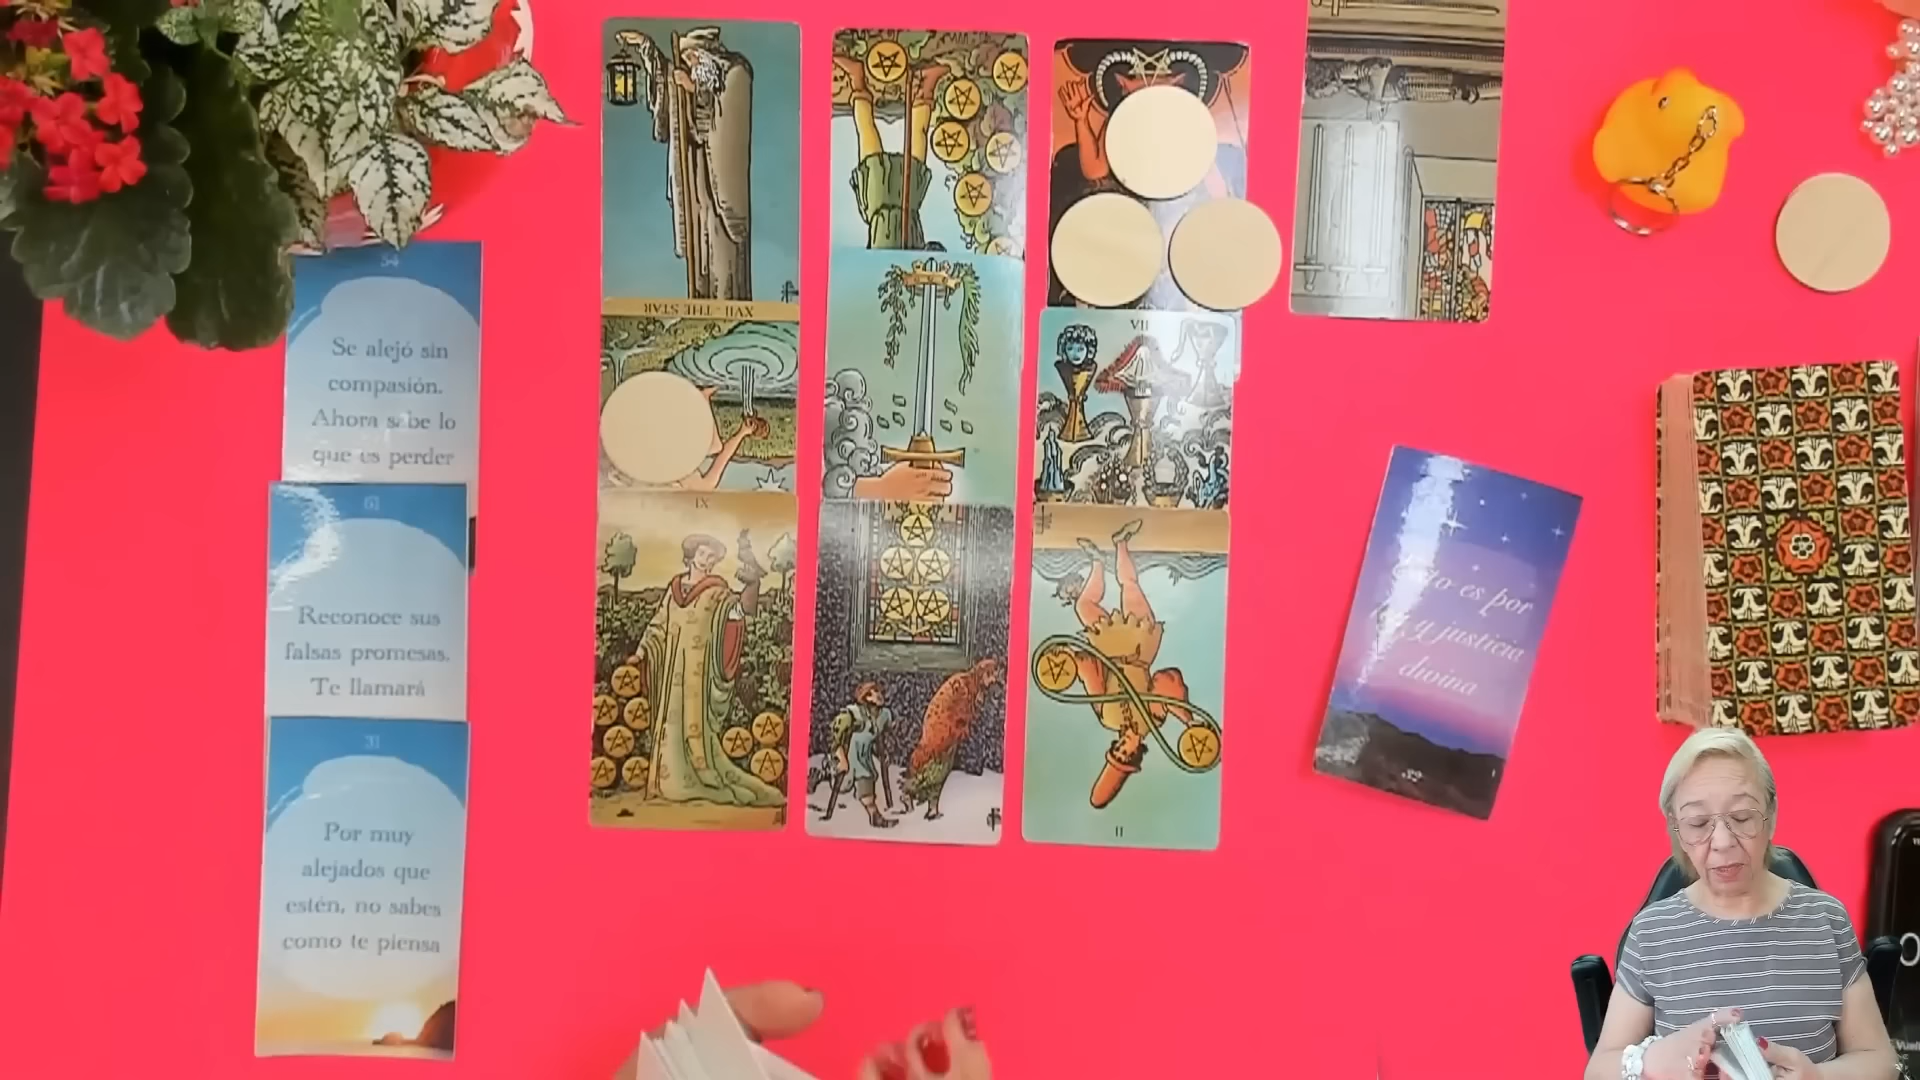 54
Se alejó sin
compasión.
Ahora sabe lo
que es perder
61
Reconoce sus
falsas promesas.
Te llamará
31
Por muy
alejados que
estén, no sabes
como te piensa
XVII - THE STAR
IX
VII
II
es por
y justicia
divina